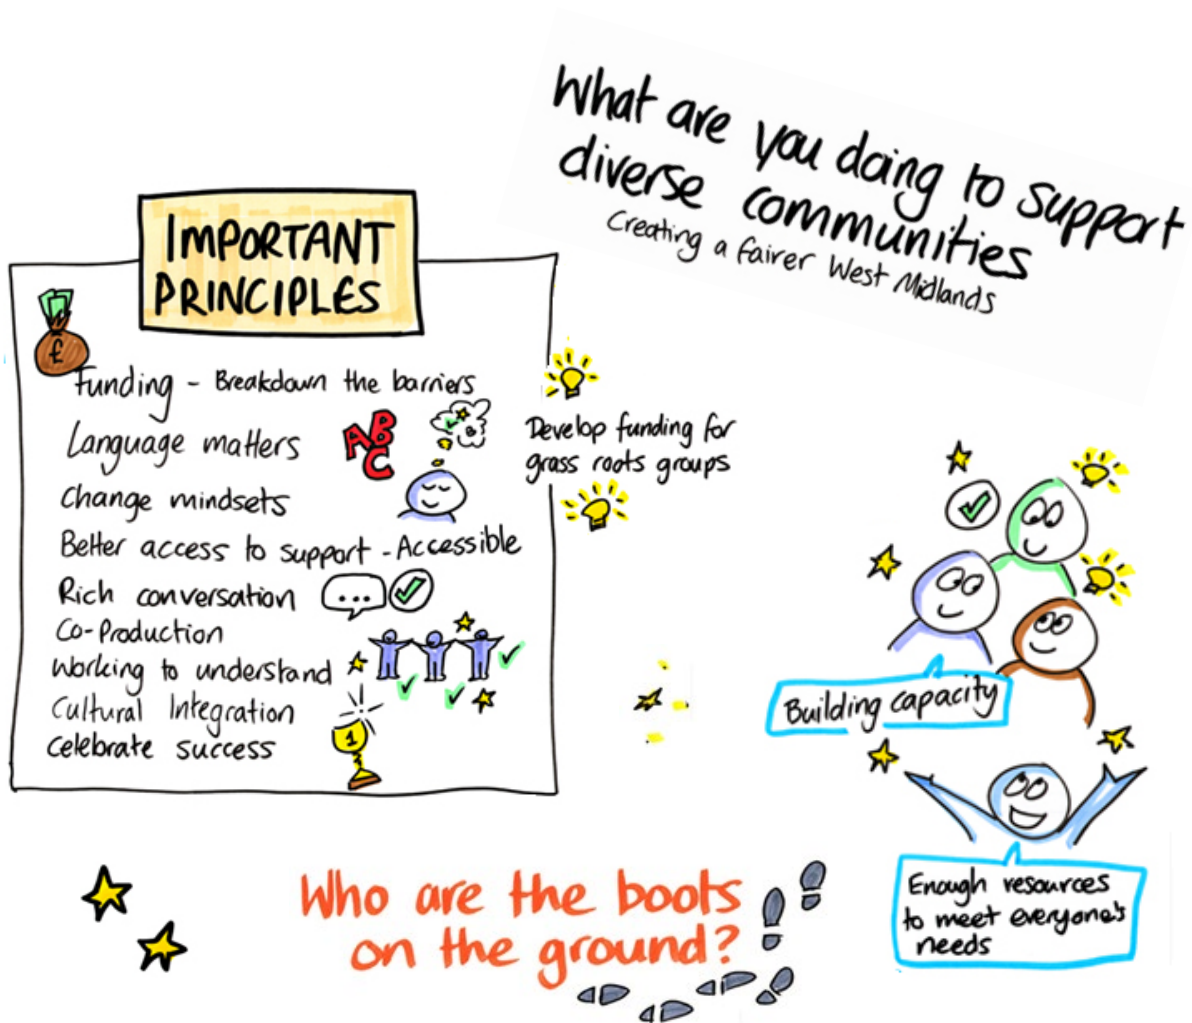 What are you doing to support
diverse communities
Creating a fairer West Midlands
IMPORTANT
PRINCIPLES
£
Funding - Breakdown the barriers
Language matters
ABC
Change mindsets
Better access to support - Accessible
Rich conversation
...
Co-Production
Working to understand
Cultural Integration
Celebrate success
1
Develop funding for
grass roots groups
Building capacity
Enough resources
to meet everyone's
needs
Who are the boots
on the ground?